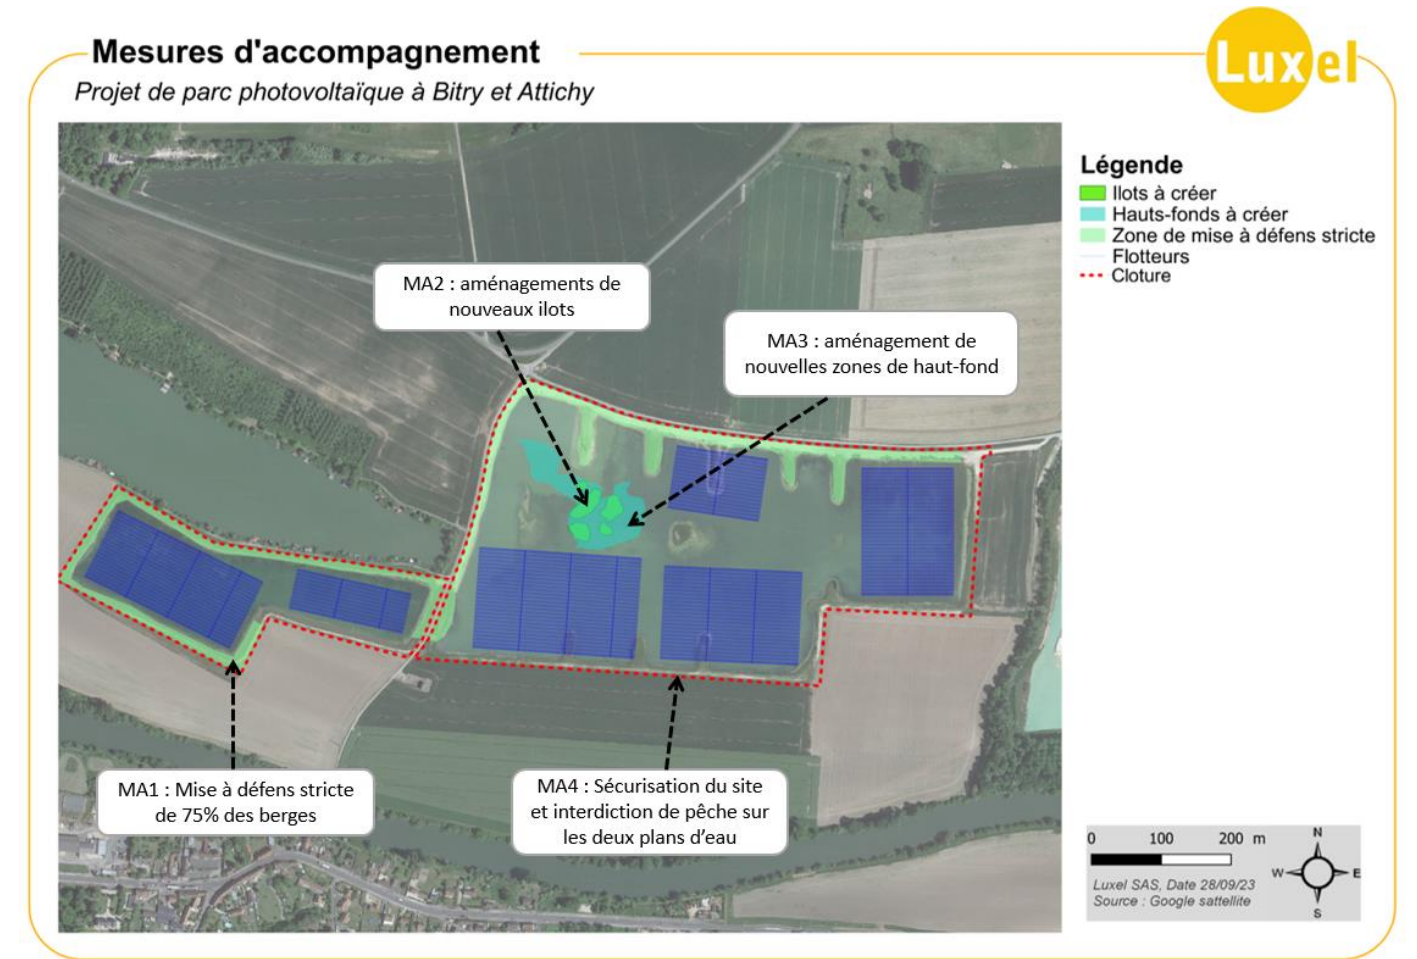 Mesures d'accompagnement
Projet de parc photovoltaïque à Bitry et Attichy
Luxel
Légende
Ilots à créer
Hauts-fonds à créer
Zone de mise à défens stricte
Flotteurs
Cloture
MA2 : aménagements de
nouveaux ilots
MA3 : aménagement de
nouvelles zones de haut-fond
MA1 : Mise à défens stricte
de 75% des berges
MA4 : Sécurisation du site
et interdiction de pêche sur
les deux plans d'eau
0 100 200 m
Luxel SAS, Date 28/09/23
Source : Google sattellite
N
W E
S